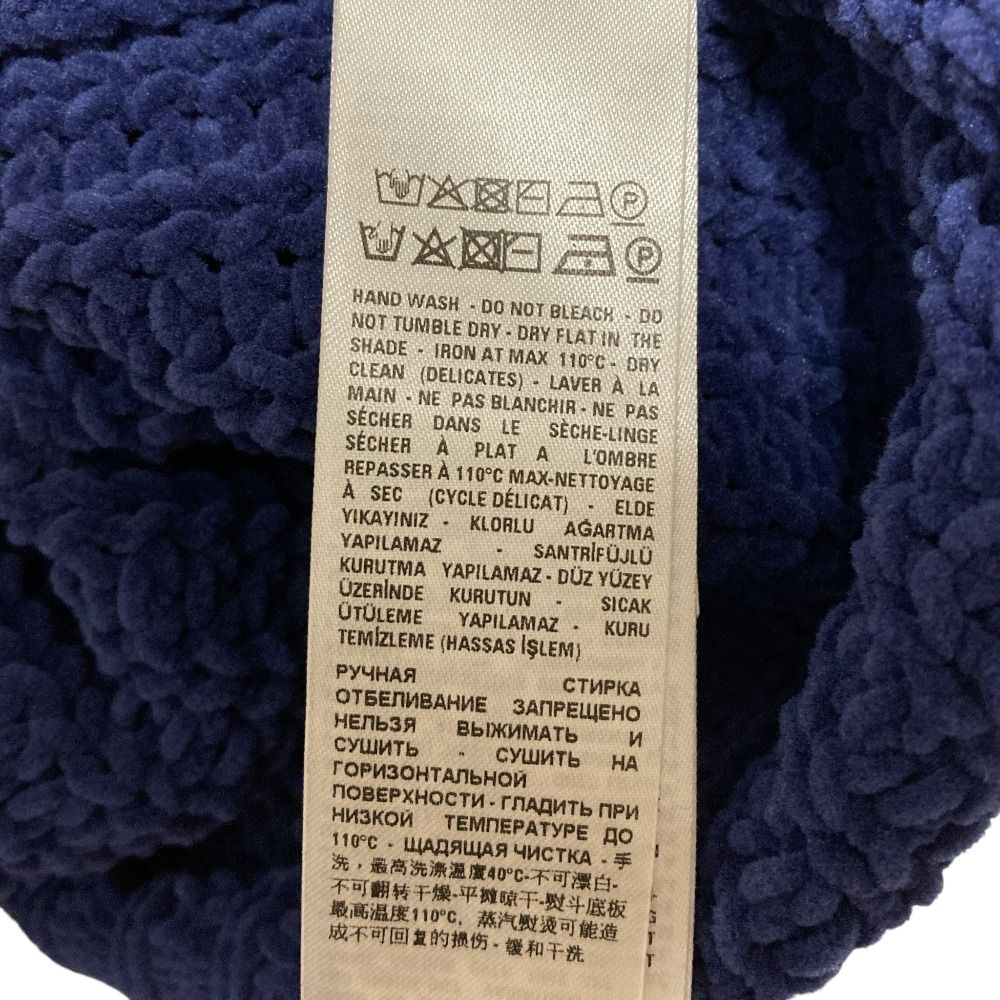 P
P
HAND WASH - DO NOT BLEACH - DO
NOT TUMBLE DRY - DRY FLAT IN THE
SHADE - IRON AT MAX 110°C - DRY
CLEAN (DELICATES) - LAVER À LA
MAIN - NE PAS BLANCHIR - NE PAS
SÉCHER DANS LE SÈCHE-LINGE
SÉCHER À PLAT A L'OMBRE
REPASSER À 110°C MAX-NETTOYAGE
À SEC (CYCLE DÉLICAT) - ELDE
YIKAYINIZ - KLORLU AĞARTMA
YAPILAMAZ - SANTRİFÜJLÜ
KURUTMA YAPILAMAZ - DÜZ YÜZEY
ÜZERİNDE KURUTUN - SICAK
ÜTÜLEME YAPILAMAZ - KURU
TEMİZLEME (HASSAS İŞLEM)
РУЧНАЯ СТИРКА
ОТБЕЛИВАНИЕ ЗАПРЕЩЕНО
НЕЛЬЗЯ ВЫЖИМАТЬ И
СУШИТЬ - СУШИТЬ НА
ГОРИЗОНТАЛЬНОЙ
ПОВЕРХНОСТИ - ГЛАДИТЬ ПРИ
НИЗКОЙ ТЕМПЕРАТУРЕ ДО
110°C - ЩАДЯЩАЯ ЧИСТКА - 手
洗，最高洗涤温度40°C-不可漂白-
不可翻转干燥-平摊晾干-熨斗底板
最高温度110°C，蒸汽熨烫可能造
成不可回复的损伤 - 缓和干洗